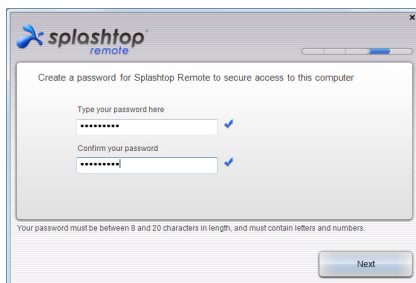 splashtop
remote
Create a password for Splashtop Remote to secure access to this computer
Type your password here
•••••••••
Confirm your password
•••••••••
Your password must be between 8 and 20 characters in length, and must contain letters and numbers.
Next